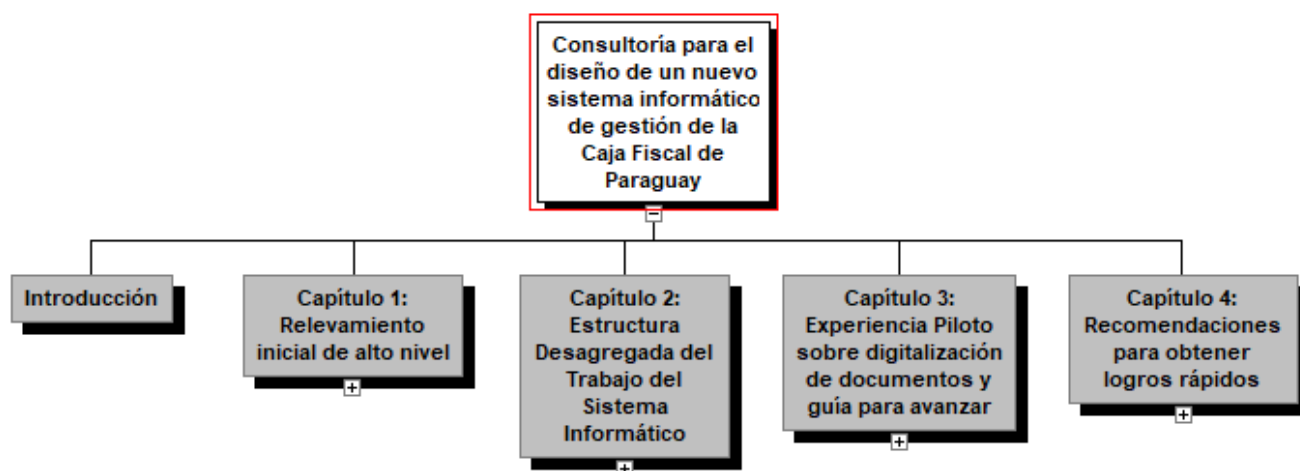 Consultoría para el
diseño de un nuevo
sistema informático
de gestión de la
Caja Fiscal de
Paraguay
Introducción
Capítulo 1:
Relevamiento
inicial de alto nivel
Capítulo 2:
Estructura
Desagregada del
Trabajo del
Sistema
Informático
Capítulo 3:
Experiencia Piloto
sobre digitalización
de documentos y
guía para avanzar
Capítulo 4:
Recomendaciones
para obtener
logros rápidos